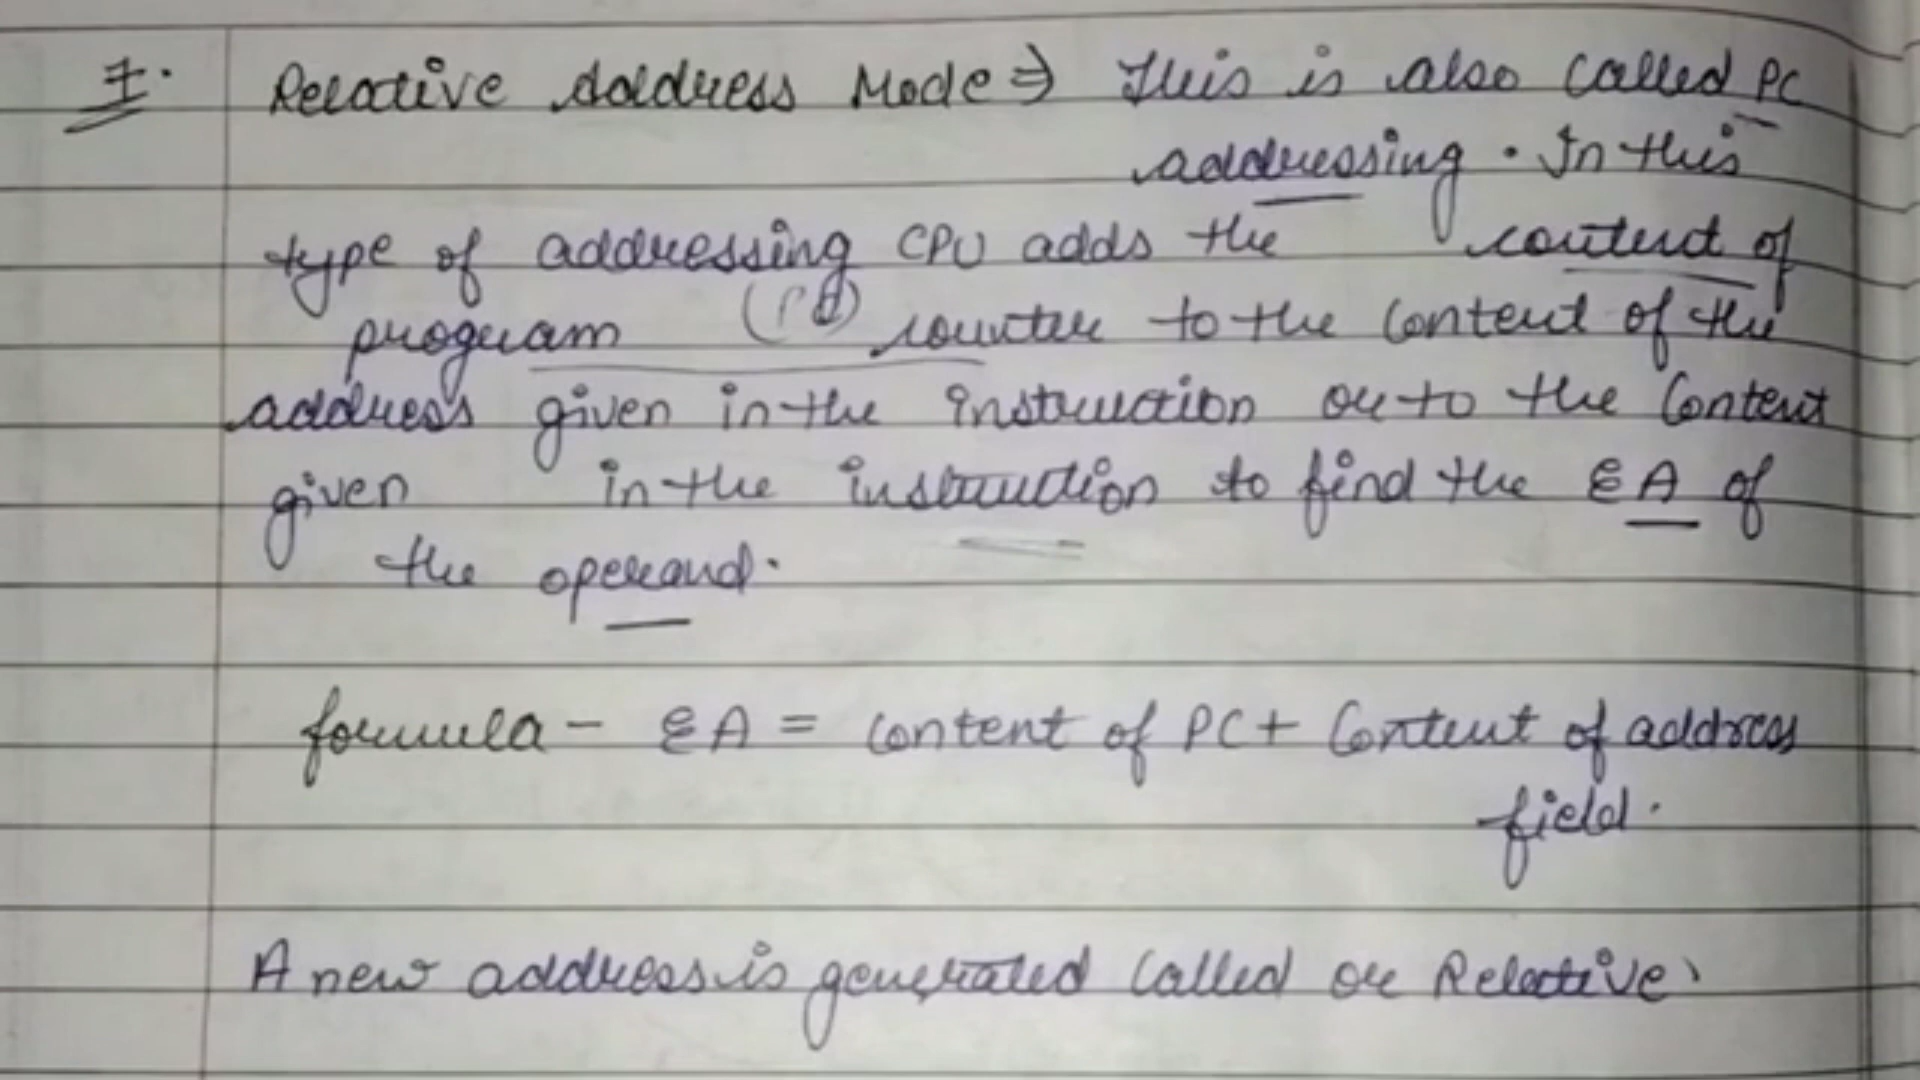 7. Relative Address Mode ⇒ This is also called PC
addressing. In this
type of addressing CPU adds the content of
program counter to the content of the
address given in the instruction or to the Content
given in the instruction to find the EA of
the operand.
formula - EA = content of PC + Content of address
field.
A new address is generated called or Relative.